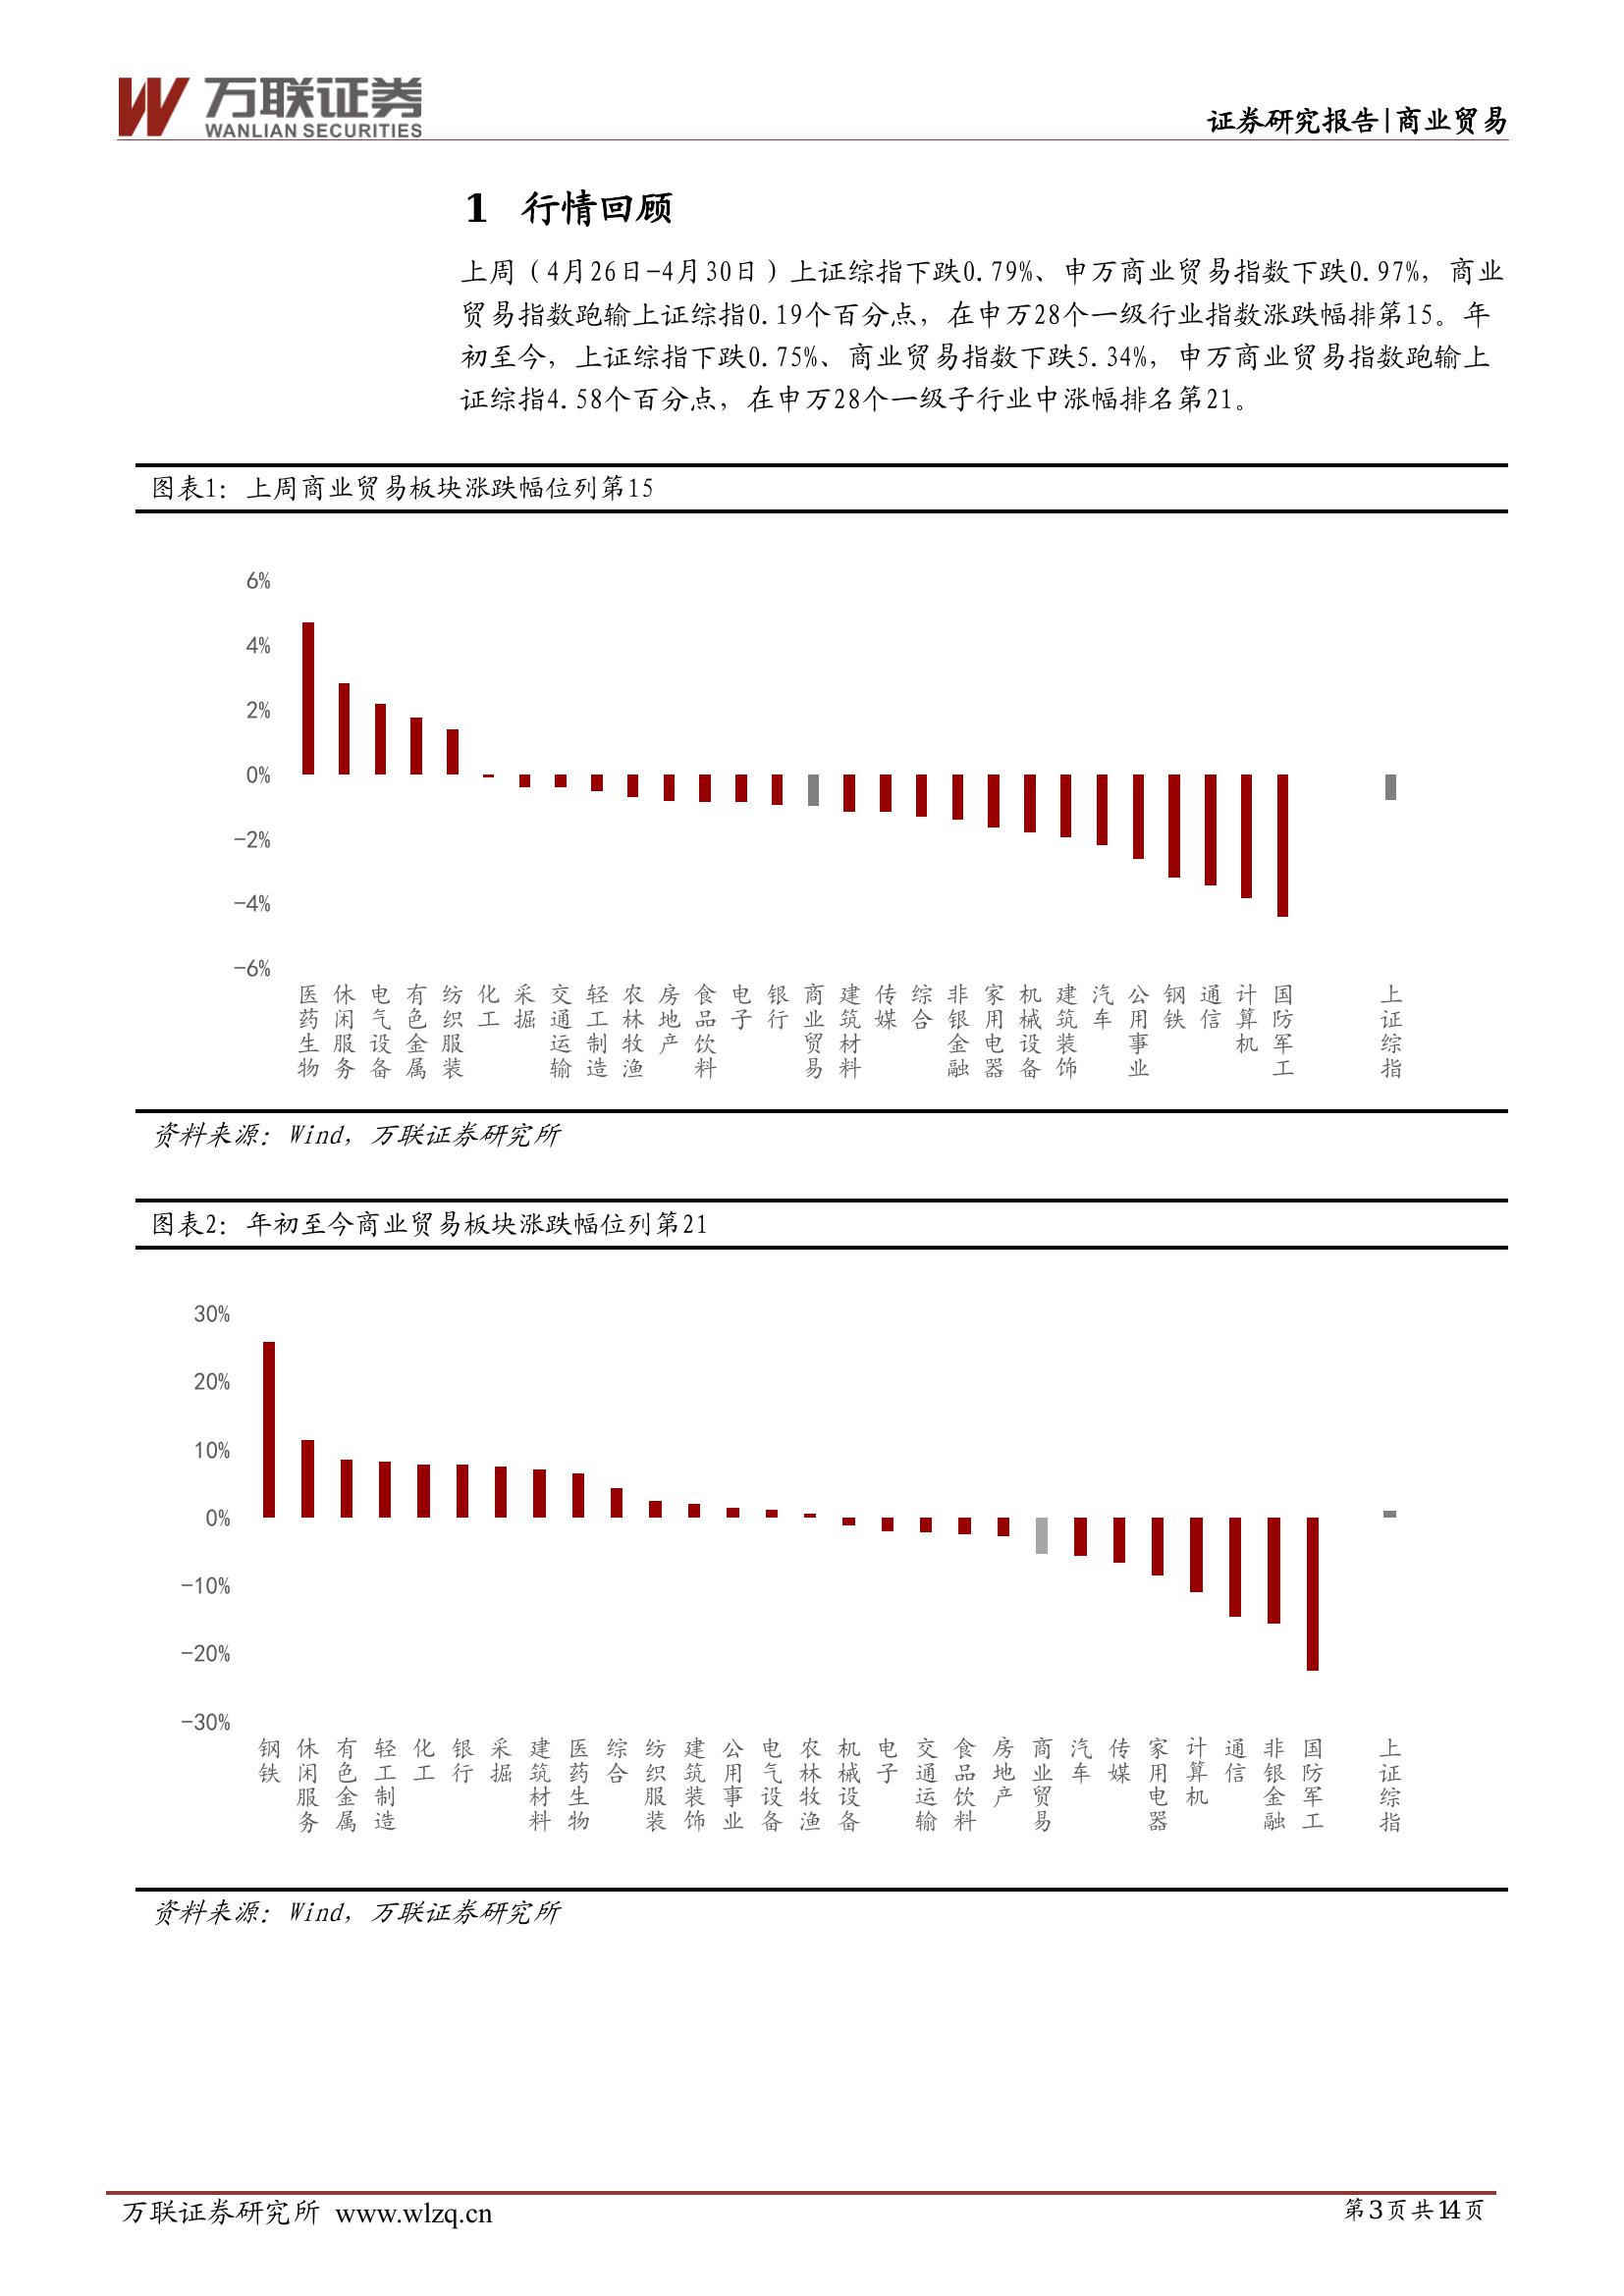 万联证券
WANLIAN SECURITIES
证券研究报告|商业贸易
1 行情回顾
上周（4月26日-4月30日）上证综指下跌0.79%、申万商业贸易指数下跌0.97%，商业
贸易指数跑输上证综指0.19个百分点，在申万28个一级行业指数涨跌幅排第15。年
初至今，上证综指下跌0.75%、商业贸易指数下跌5.34%，申万商业贸易指数跑输上
证综指4.58个百分点，在申万28个一级子行业中涨幅排名第21。
图表1：上周商业贸易板块涨跌幅位列第15
6%
4%
2%
0%
-2%
-4%
-6%
医药生物
休闲服务
电气设备
有色金属
纺织服装
化工
采掘
交通运输
轻工制造
农林牧渔
房地产
食品饮料
电子
银行
商业贸易
建筑材料
传媒
综合
非银金融
家用电器
机械设备
建筑装饰
汽车
公用事业
钢铁
通信
计算机
国防军工
上证综指
资料来源：Wind，万联证券研究所
图表2：年初至今商业贸易板块涨跌幅位列第21
30%
20%
10%
0%
-10%
-20%
-30%
钢铁
休闲服务
有色金属
轻工制造
化工
银行
采掘
建筑材料
医药生物
综合
纺织服装
建筑装饰
公用事业
电气设备
农林牧渔
机械设备
电子
交通运输
食品饮料
房地产
商业贸易
汽车
传媒
家用电器
计算机
通信
非银金融
国防军工
上证综指
资料来源：Wind，万联证券研究所
万联证券研究所 www.wlzq.cn
第3页共14页